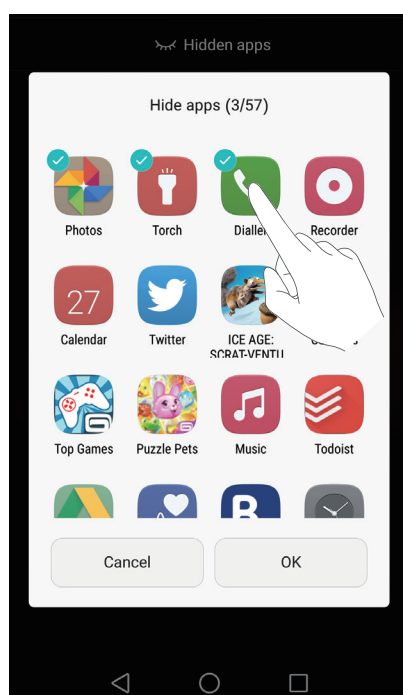 Hidden apps
Hide apps (3/57)
Photos Torch Dialle Recorder
27
Calendar Twitter ICE AGE:
SCRAT-VENTU
Top Games Puzzle Pets Music Todoist
B
Cancel OK